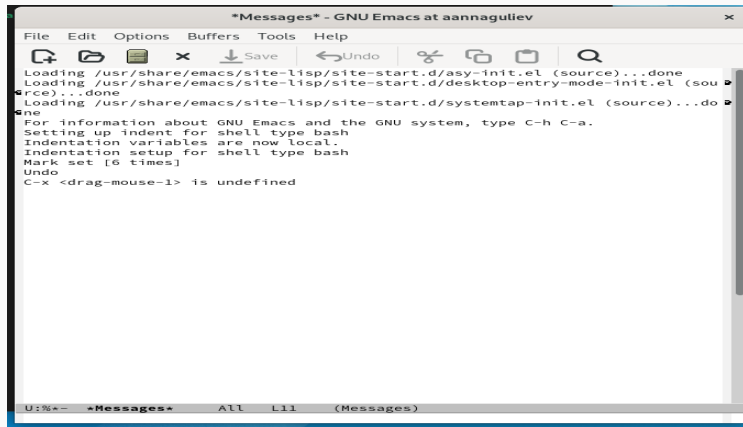 *Messages* - GNU Emacs at aannaguliev
File Edit Options Buffers Tools Help
Save Undo
Loading /usr/share/emacs/site-lisp/site-start.d/asy-init.el (source)...done
Loading /usr/share/emacs/site-lisp/site-start.d/desktop-entry-mode-init.el (sou
rce)...done
Loading /usr/share/emacs/site-lisp/site-start.d/systemtap-init.el (source)...do
ne
For information about GNU Emacs and the GNU system, type C-h C-a.
Setting up indent for shell type bash
Indentation variables are now local.
Indentation setup for shell type bash
Mark set [6 times]
Undo
C-x <drag-mouse-1> is undefined
U:%*- *Messages* All L11 (Messages)